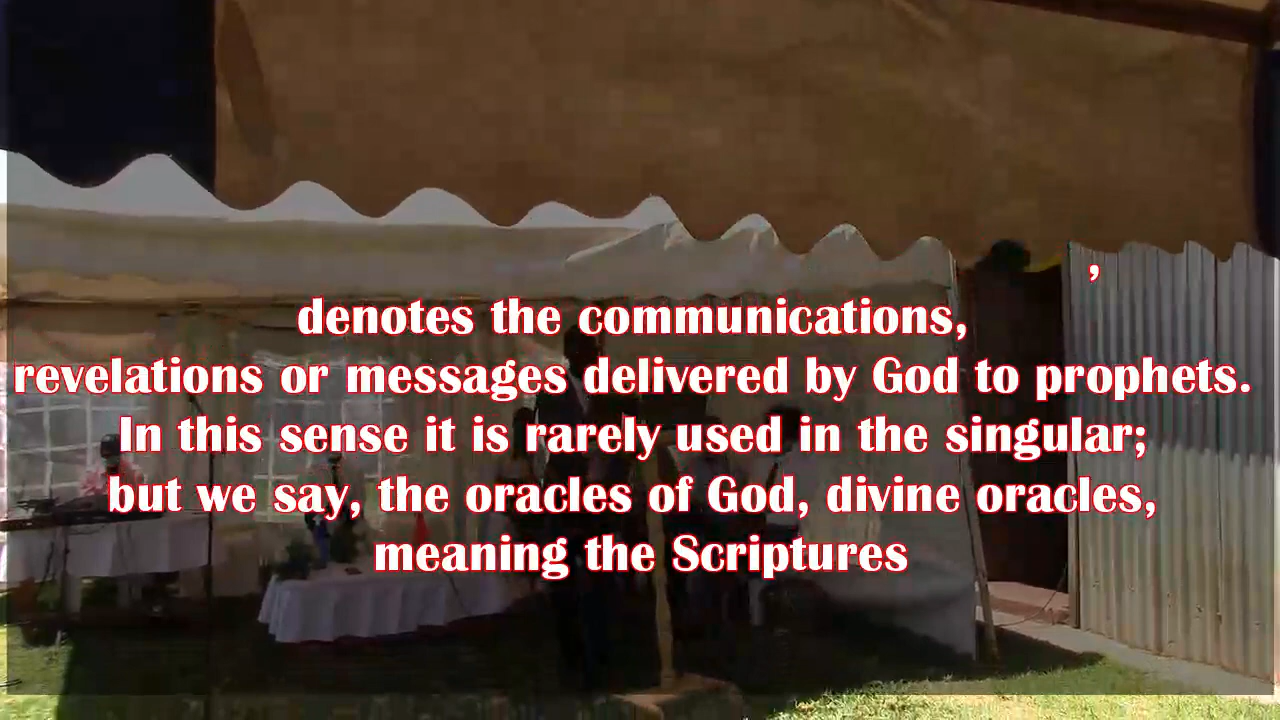 ,
denotes the communications,
revelations or messages delivered by God to prophets.
In this sense it is rarely used in the singular;
but we say, the oracles of God, divine oracles,
meaning the Scriptures